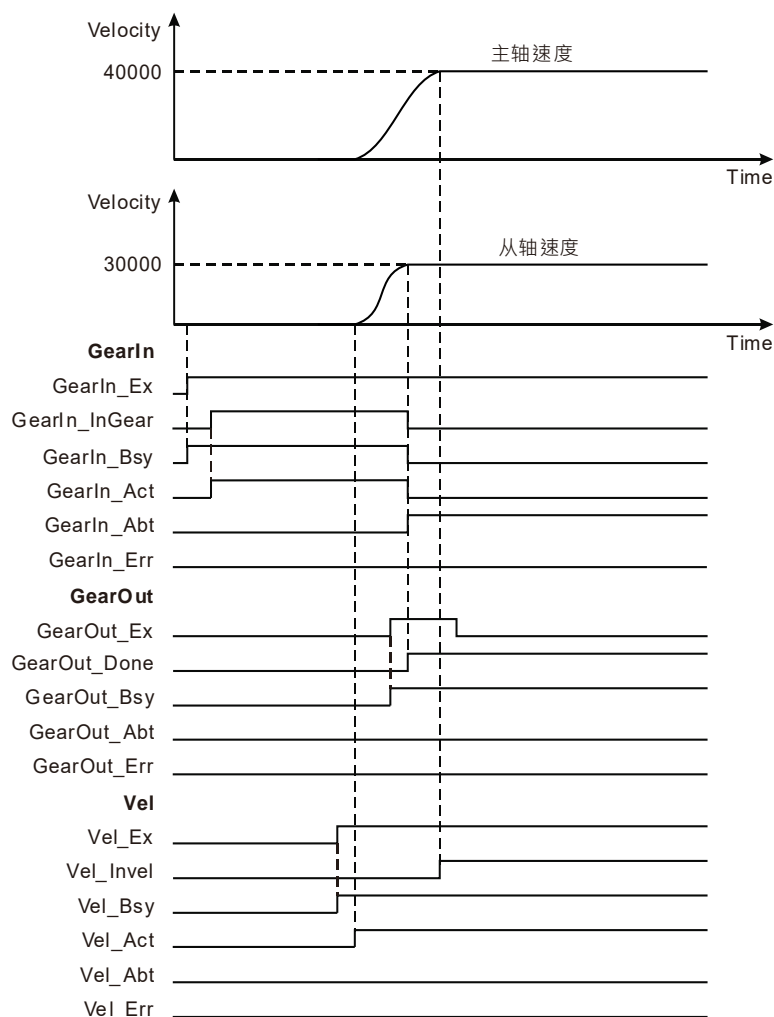 Velocity
主轴速度
40000
Time
Velocity
从轴速度
30000
Time
GearIn
GearIn_Ex
GearIn_InGear
GearIn_Bsy
GearIn_Act
GearIn_Abt
GearIn_Err
GearOut
GearOut_Ex
GearOut_Done
GearOut_Bsy
GearOut_Abt
GearOut_Err
Vel
Vel_Ex
Vel_Invel
Vel_Bsy
Vel_Act
Vel_Abt
Vel_Err